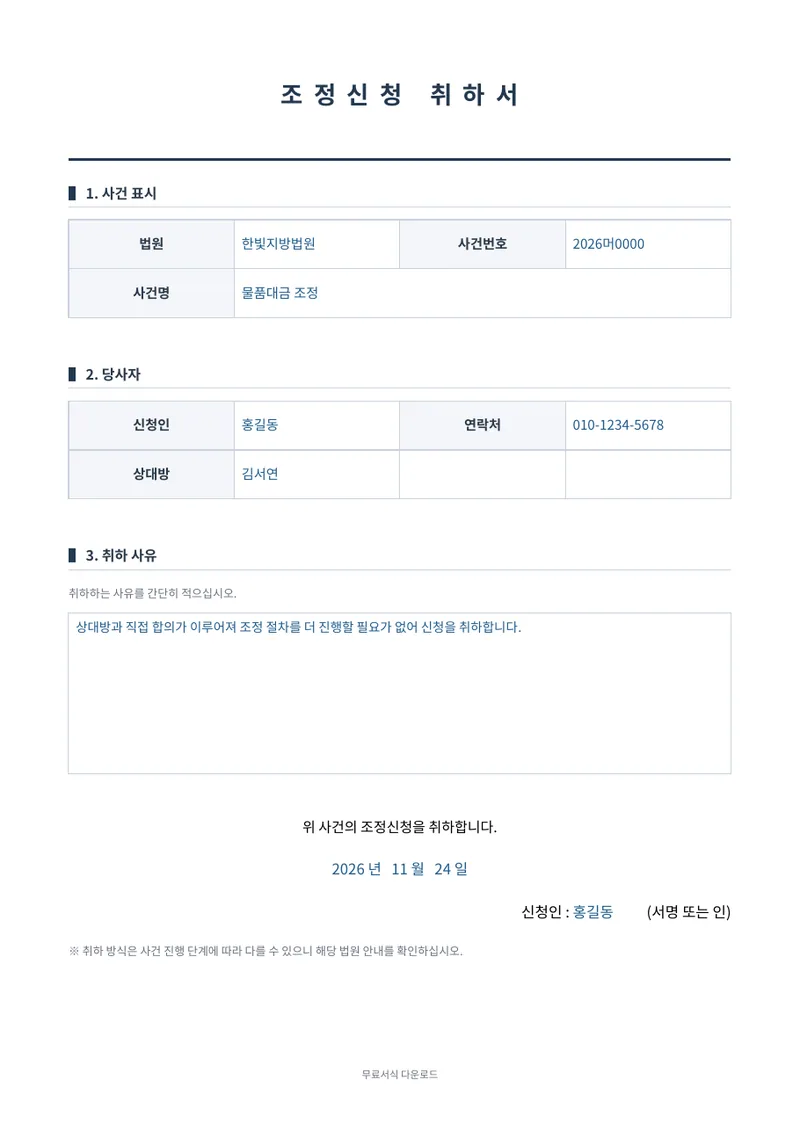 조정신청 취하서
1. 사건 표시
법원 한빛지방법원 사건번호 2026머0000
사건명 물품대금 조정
2. 당사자
신청인 홍길동 연락처 010-1234-5678
상대방 김서연
3. 취하 사유
취하하는 사유를 간단히 적으십시오.
상대방과 직접 합의가 이루어져 조정 절차를 더 진행할 필요가 없어 신청을 취하합니다.
위 사건의 조정신청을 취하합니다.
2026 년 11 월 24 일
신청인 : 홍길동 (서명 또는 인)
※ 취하 방식은 사건 진행 단계에 따라 다를 수 있으니 해당 법원 안내를 확인하십시오.
무료서식 다운로드